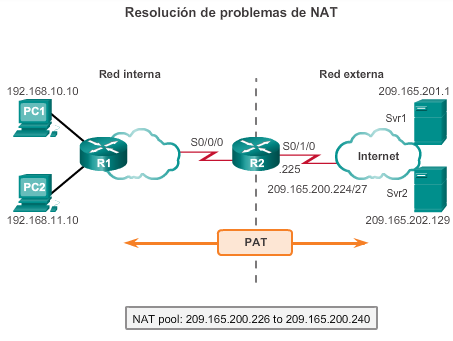 Resolución de problemas de NAT
Red interna
Red externa
192.168.10.10
209.165.201.1
PC1
Svr1
S0/0/0
S0/1/0
R1
R2
Internet
.225
PC2
209.165.200.224/27
Svr2
192.168.11.10
209.165.202.129
PAT
NAT pool: 209.165.200.226 to 209.165.200.240